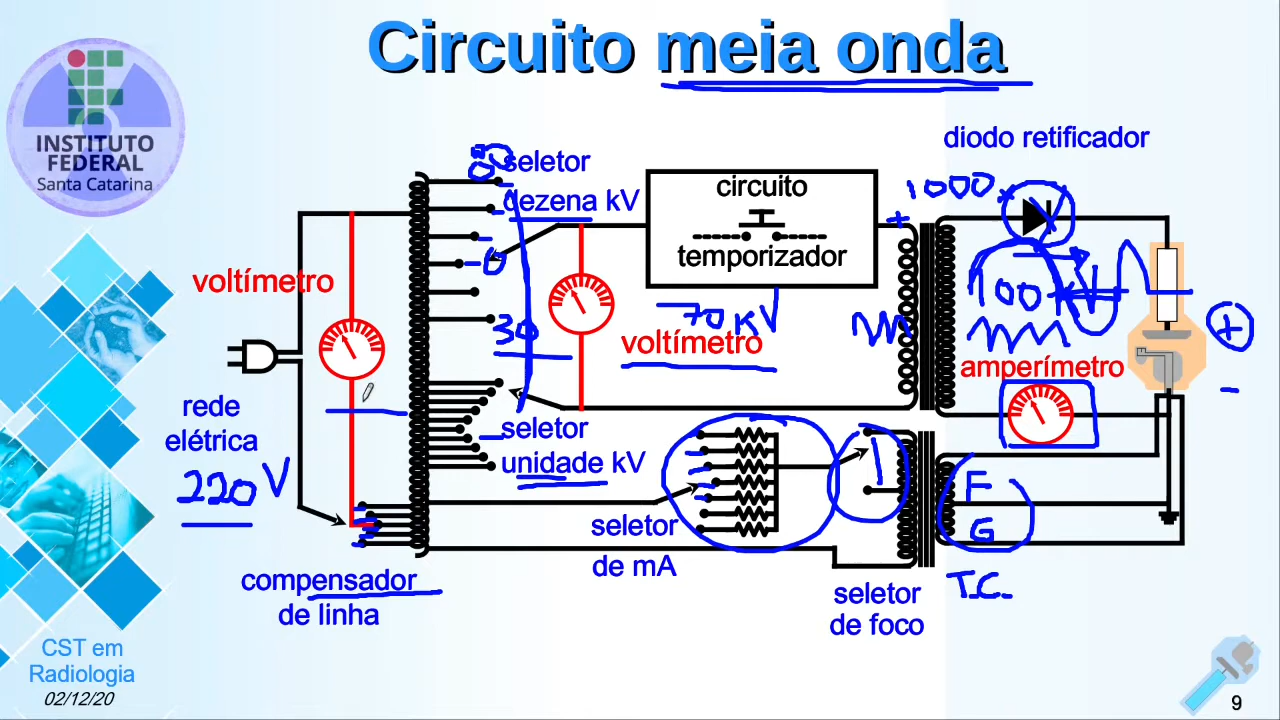 Circuito meia onda
INSTITUTO
FEDERAL
Santa Catarina
diodo retificador
seletor
dezena kV
circuito
temporizador
+1000x
voltímetro
0
100 KV
70 KV
30
voltímetro
+
-
amperímetro
rede
elétrica
220 V
seletor
unidade kV
seletor
de mA
F
G
T.C.
compensador
de linha
seletor
de foco
CST em
Radiologia
02/12/20
9